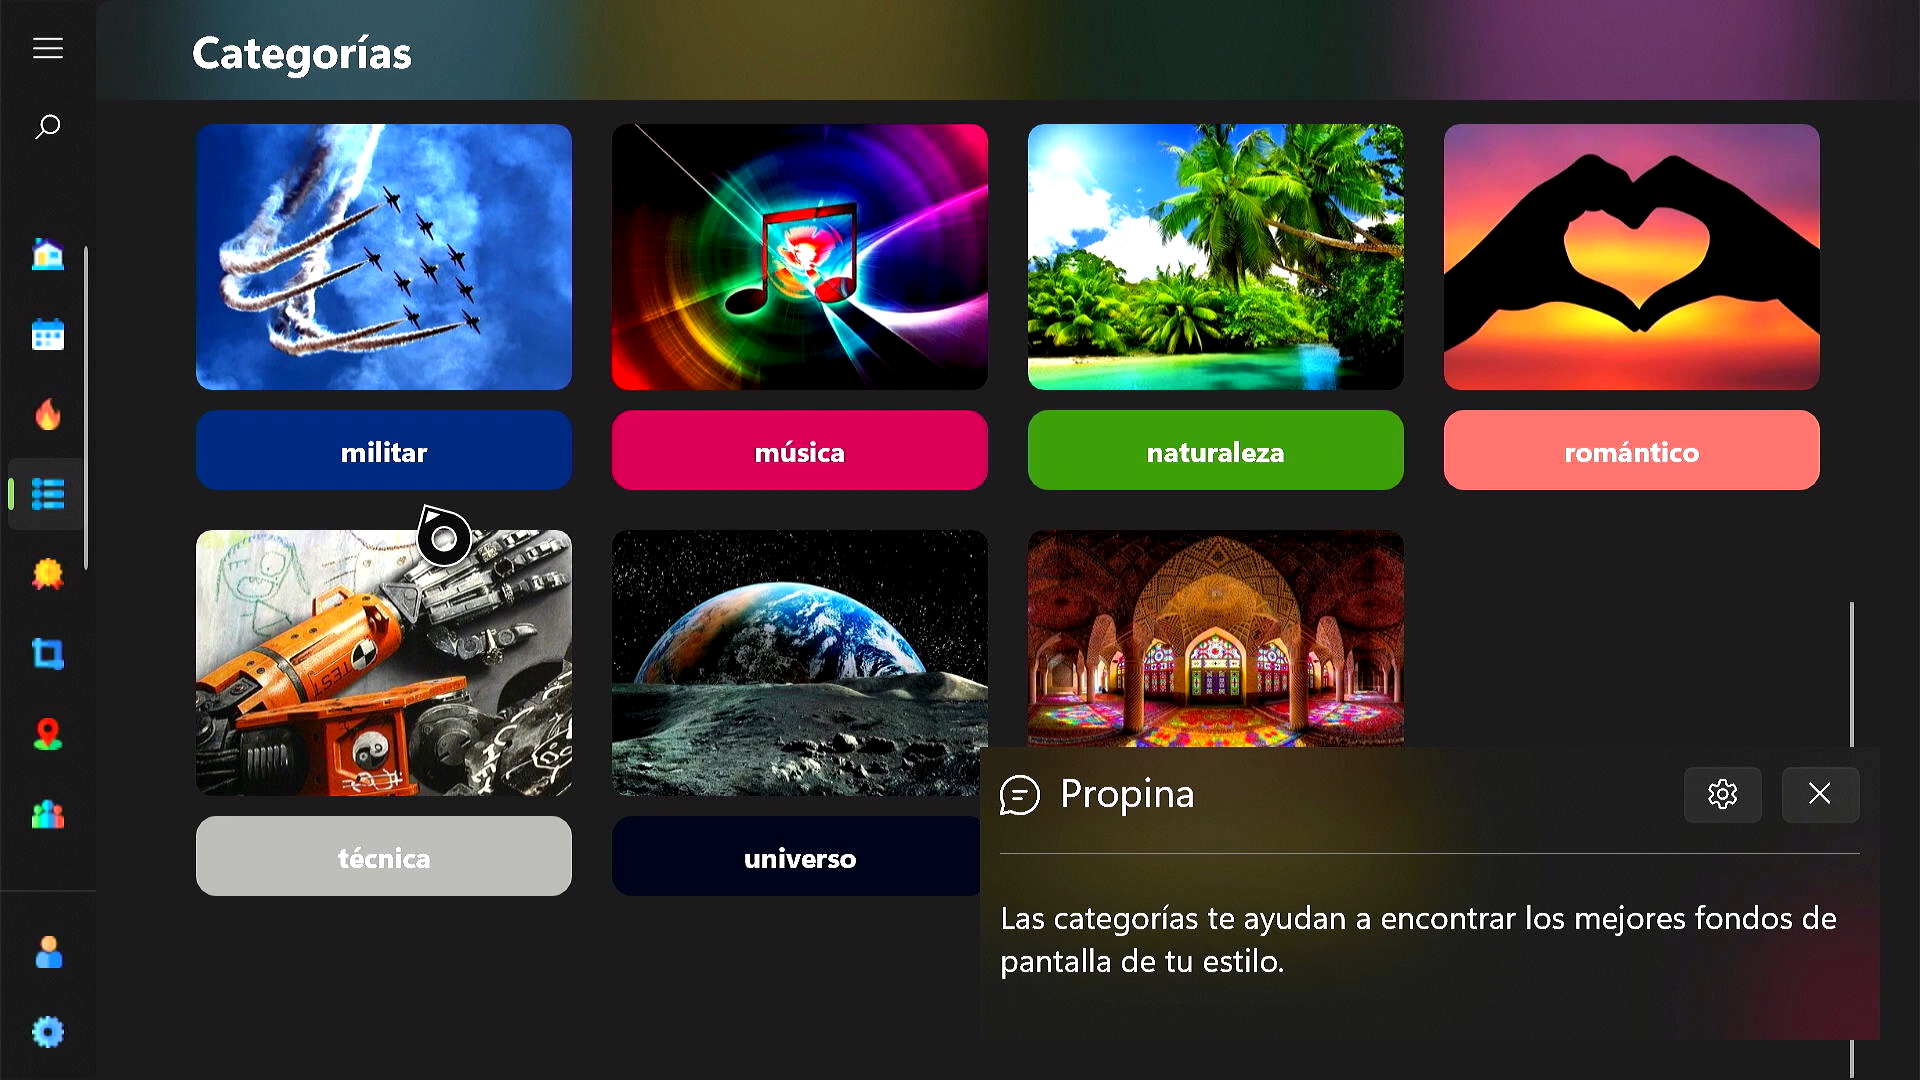 Categorías
militar
música
naturaleza
romántico
TEST
técnica
universo
Propina
Las categorías te ayudan a encontrar los mejores fondos de
pantalla de tu estilo.